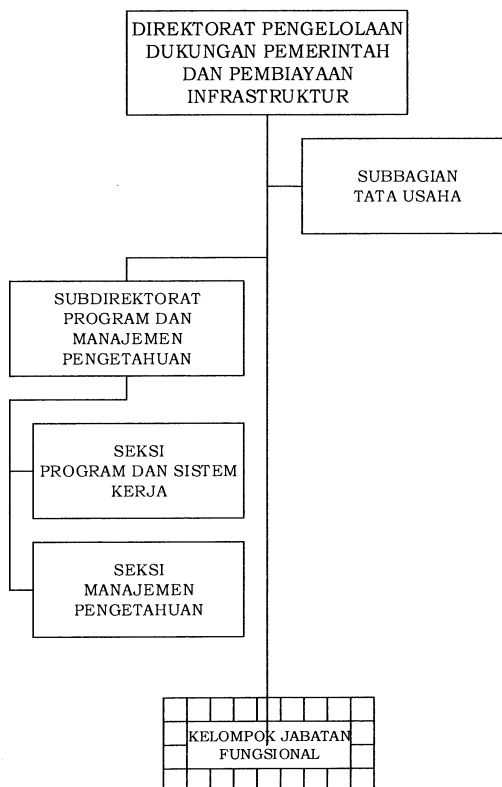 DIREKTORAT PENGELOLAAN
DUKUNGAN PEMERINTAH
DAN PEMBIAYAAN
INFRASTRUKTUR
SUBBAGIAN
TATA USAHA
SUBDIREKTORAT
PROGRAM DAN
MANAJEMEN
PENGETAHUAN
SEKSI
PROGRAM DAN SISTEM
KERJA
SEKSI
MANAJEMEN
PENGETAHUAN
KELOMPOK JABATAN
FUNGSIONAL